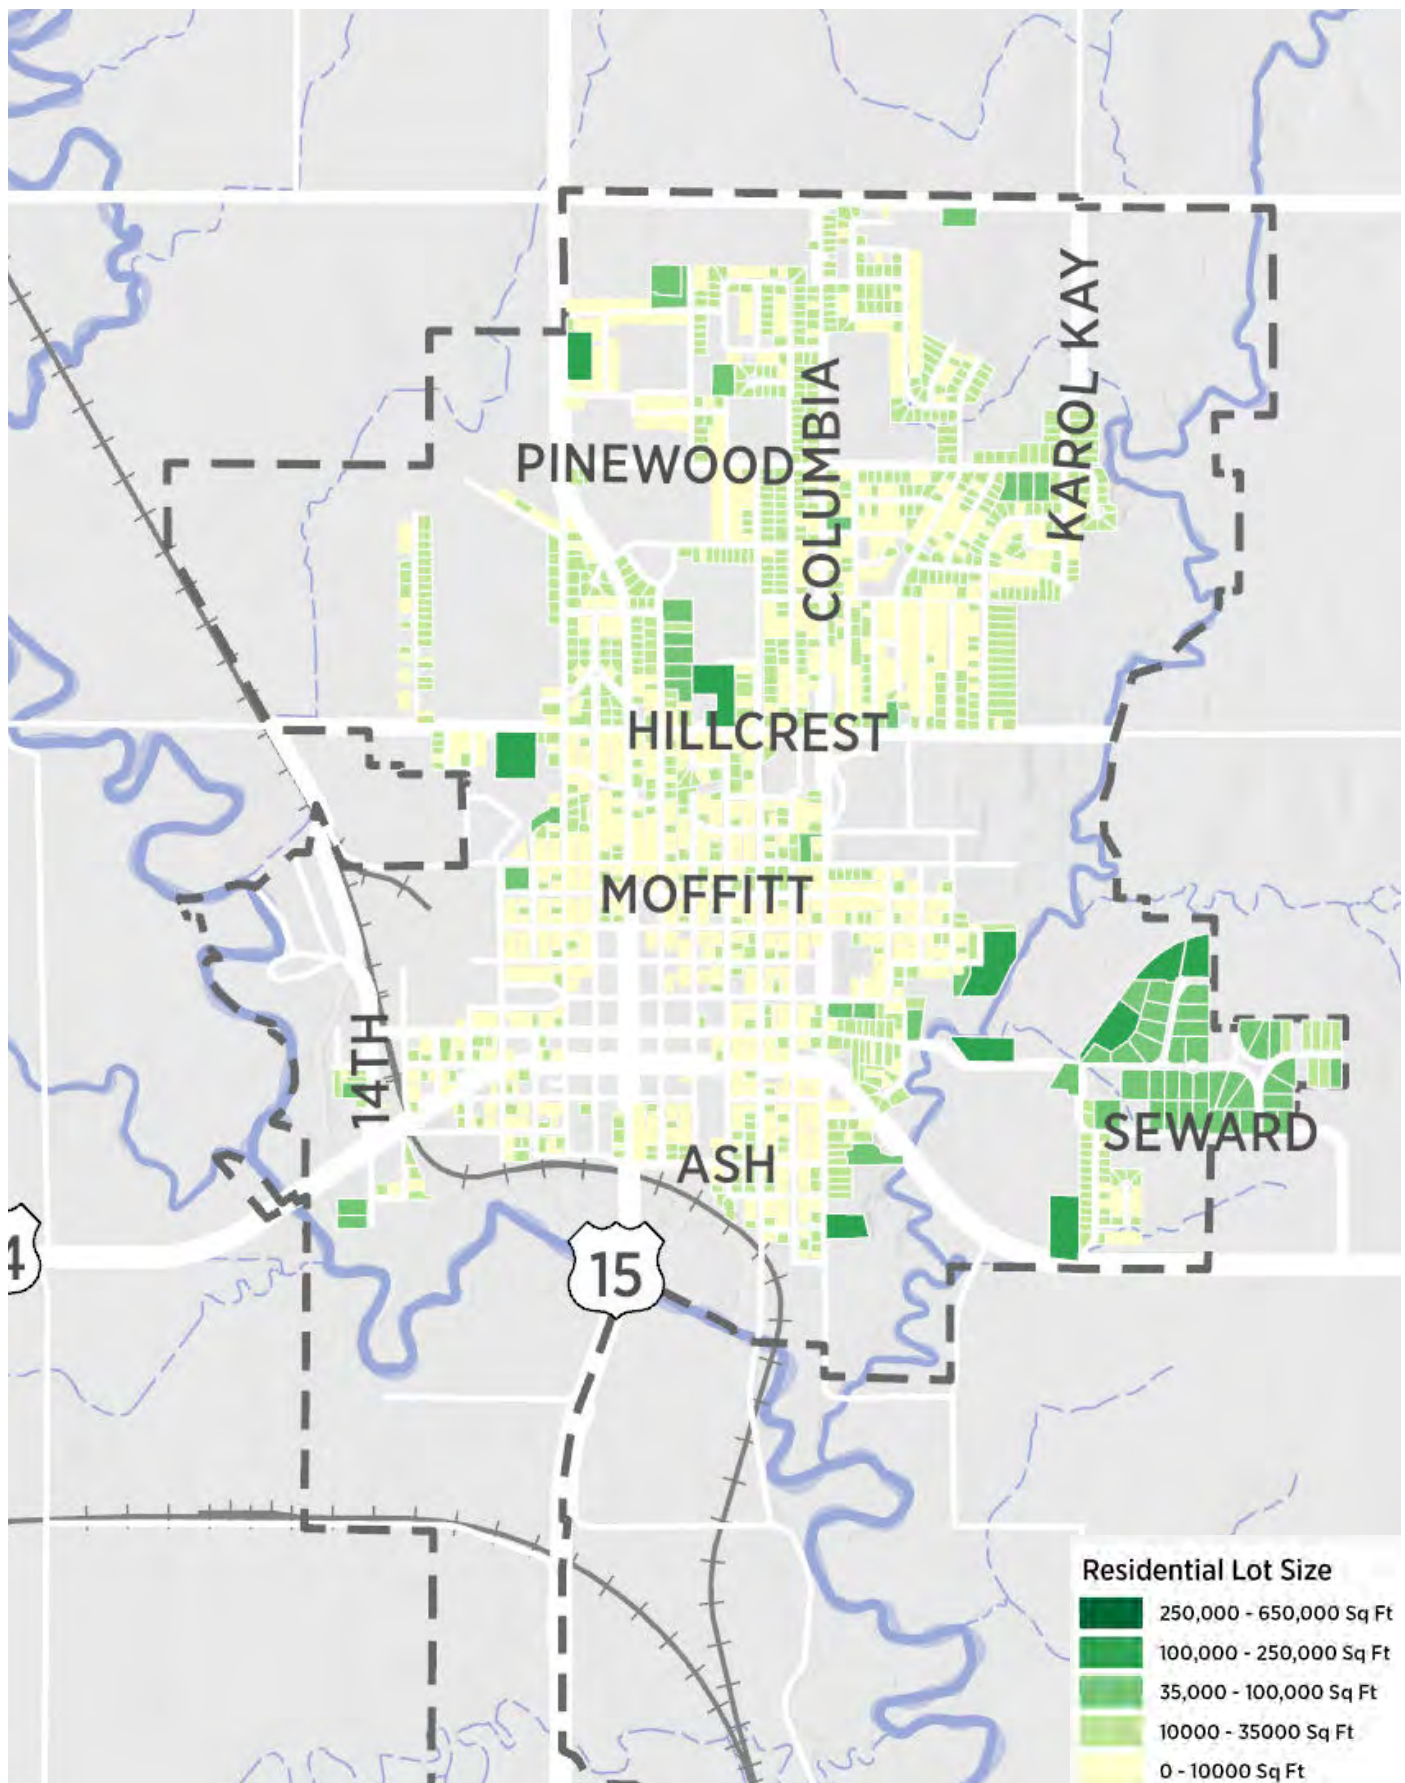 KAROL KAY
COLUMBIA
PINEWOOD
HILLCREST
MOFFITT
14TH
SEWARD
ASH
4
15
Residential Lot Size
250,000 - 650,000 Sq Ft
100,000 - 250,000 Sq Ft
35,000 - 100,000 Sq Ft
10000 - 35000 Sq Ft
0 - 10000 Sq Ft